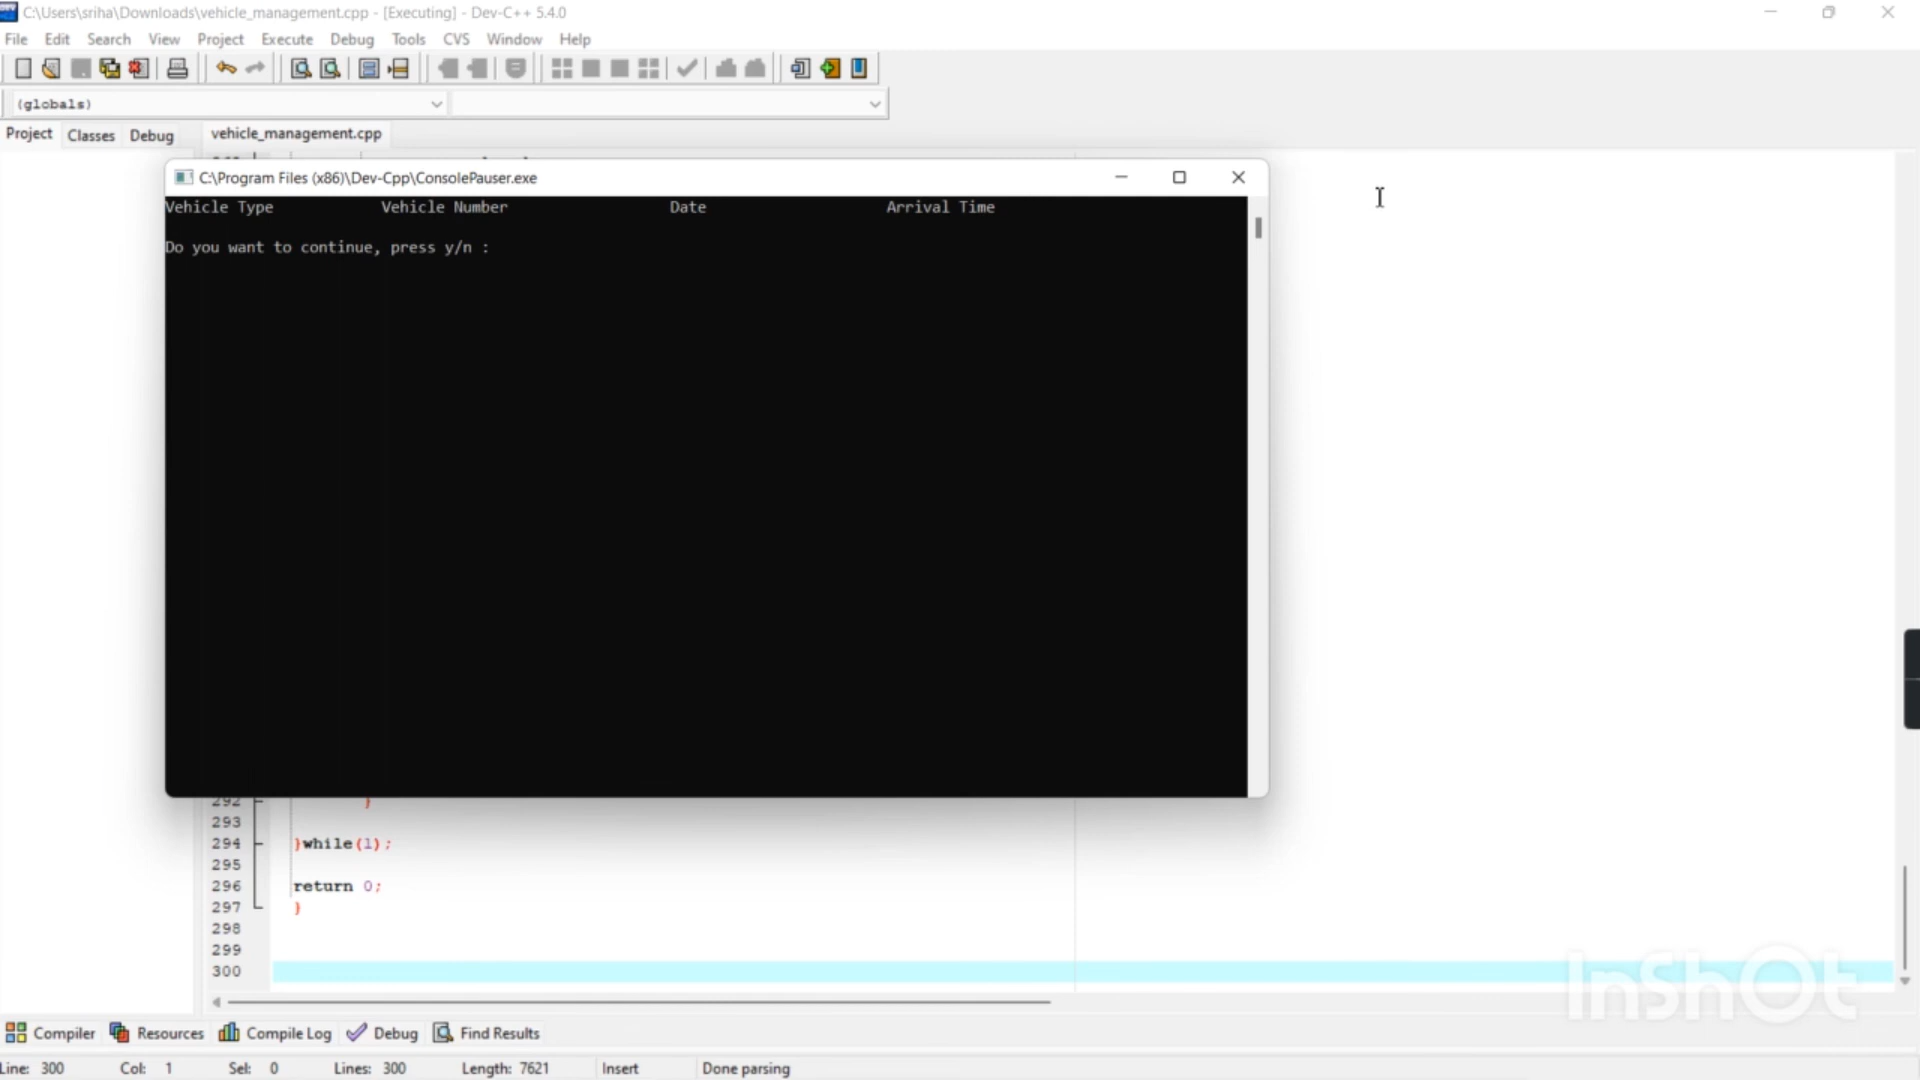 C:\Users\sriha\Downloads\vehicle_management.cpp - [Executing] - Dev-C++ 5.4.0
File Edit Search View Project Execute Debug Tools CVS Window Help
(globals)
Project Classes Debug vehicle_management.cpp
C:\Program Files (x86)\Dev-Cpp\ConsolePauser.exe
Vehicle Type Vehicle Number Date Arrival Time
Do you want to continue, press y/n :
292 }
293
294 }while(1);
295
296 return 0;
297 }
298
299
300
InShOt
Compiler Resources Compile Log Debug Find Results
Line: 300 Col: 1 Sel: 0 Lines: 300 Length: 7621 Insert Done parsing